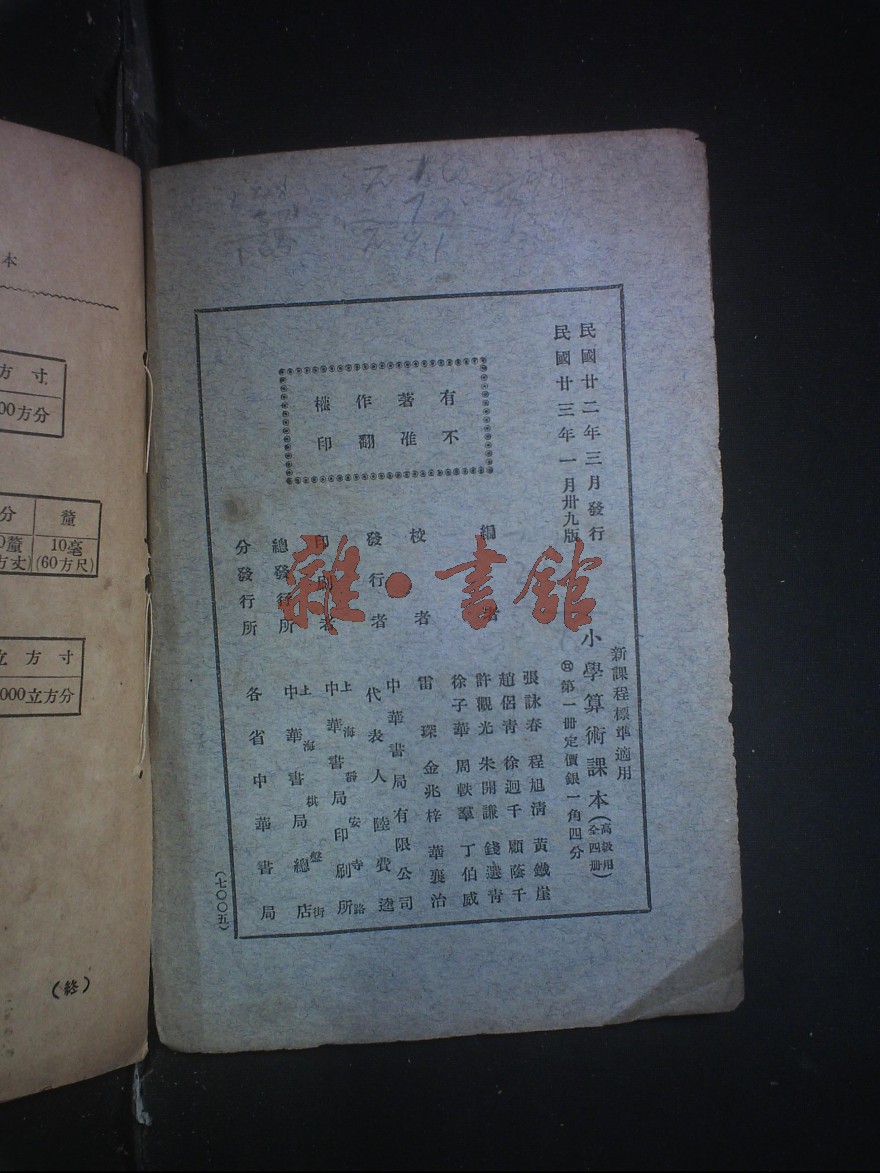 民國廿二年三月發行
民國廿三年一月卅九版
新課程標準適用
小學算術課本(高級用全四册)
第一册定價銀一角四分
有著作權
不准翻印
編者
張詠春 程旭清 黃鐵崖
趙侶青 徐迥千 顧蔭千
許觀光 朱開謙 錢選青
徐子華 周軼羣 丁伯威
校者
雷琛 金兆梓 華襄治
發行者
中華書局有限公司
代表人 陸費逵
印刷者
上海靜安寺路
中華書局印刷所
總發行所
上海棋盤街
中華書局總店
分發行所
各省中華書局
(七〇〇五)
雜·書館
本
方寸
00方分
分 釐
0釐 10毫
方丈) (60方尺)
立方寸
000立方分
(終)